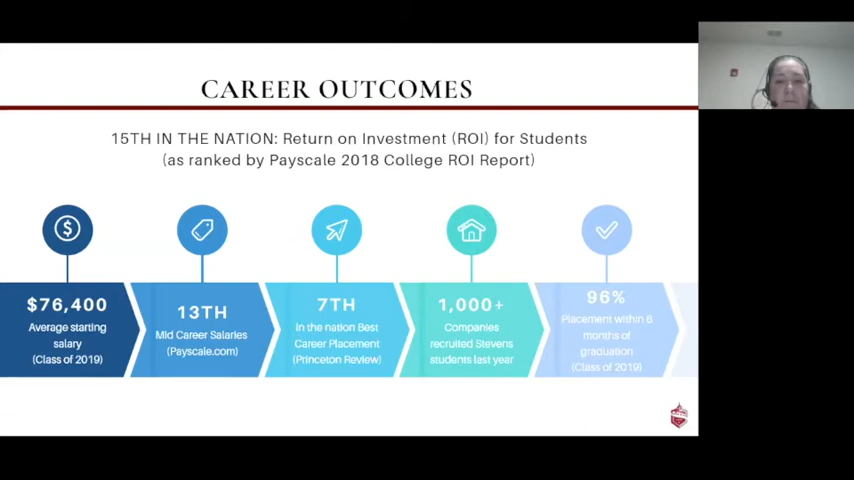 CAREER OUTCOMES
15TH IN THE NATION: Return on Investment (ROI) for Students
(as ranked by Payscale 2018 College ROI Report)
$76,400
Average starting
salary
(Class of 2019)
13TH
Mid Career Salaries
(Payscale.com)
7TH
In the nation Best
Career Placement
(Princeton Review)
1,000+
Companies
recruited Stevens
students last year
96%
Placement within 6
months of
graduation
(Class of 2019)